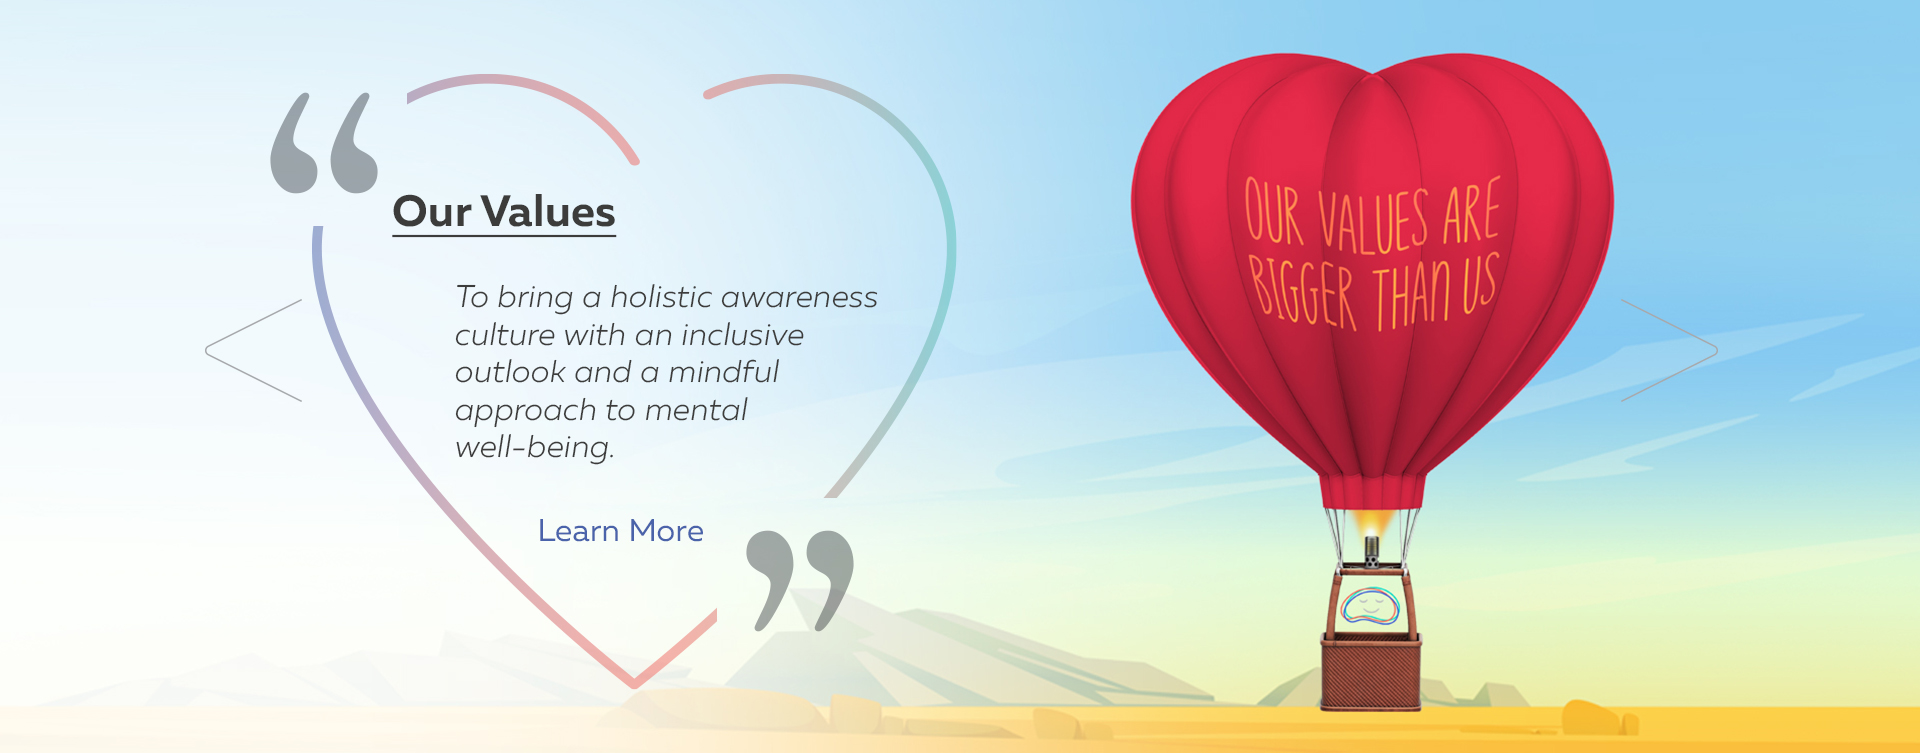 Our Values
To bring a holistic awareness
culture with an inclusive
outlook and a mindful
approach to mental
well-being.
Learn More
OUR VALUES ARE
BIGGER THAN US